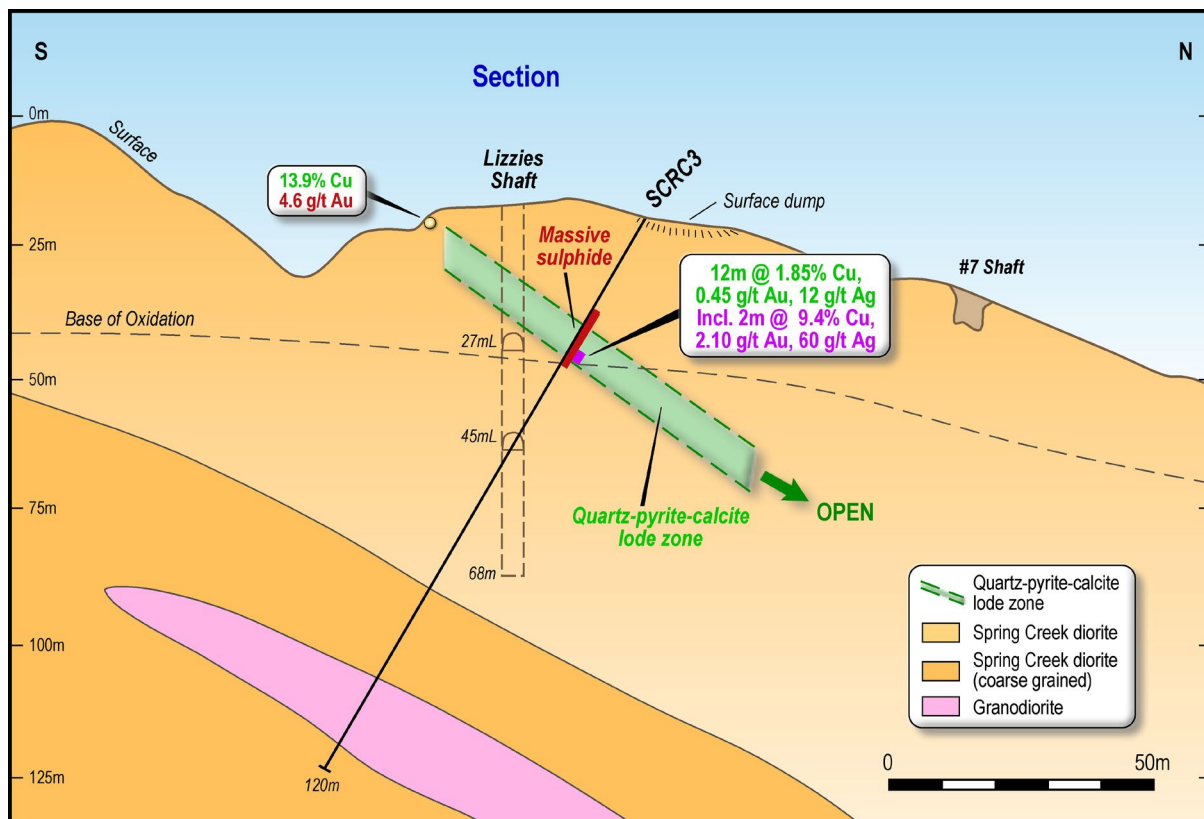 S
N
Section
0m
Surface
13.9% Cu
4.6 g/t Au
Lizzies
Shaft
SCRC3
Surface dump
25m
Massive
sulphide
12m @ 1.85% Cu,
0.45 g/t Au, 12 g/t Ag
Incl. 2m @ 9.4% Cu,
2.10 g/t Au, 60 g/t Ag
#7 Shaft
Base of Oxidation
27mL
50m
45mL
Quartz-pyrite-calcite
lode zone
OPEN
75m
68m
100m
125m
120m
Quartz-pyrite-calcite
lode zone
Spring Creek diorite
Spring Creek diorite
(coarse grained)
Granodiorite
0
50m